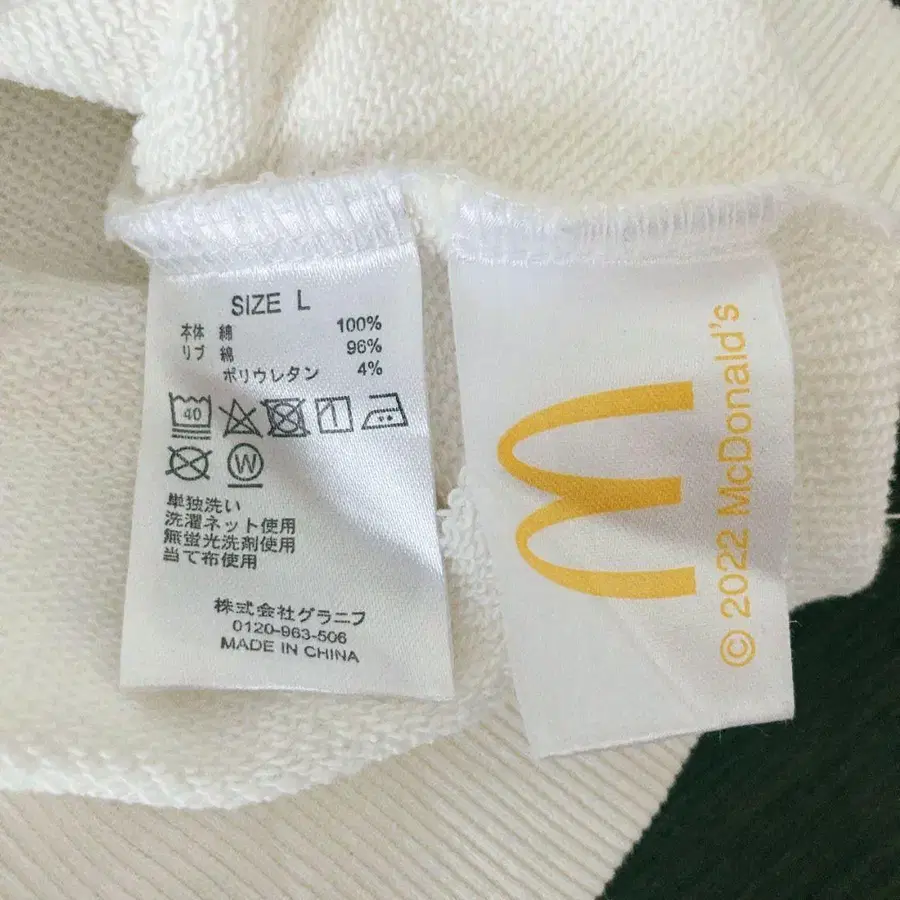 SIZE L
本体 綿 100%
リブ 綿 96%
ポリウレタン 4%
40
W
単独洗い
洗濯ネット使用
無蛍光洗剤使用
当て布使用
株式会社グラニフ
0120-963-506
MADE IN CHINA
© 2022 McDonald's